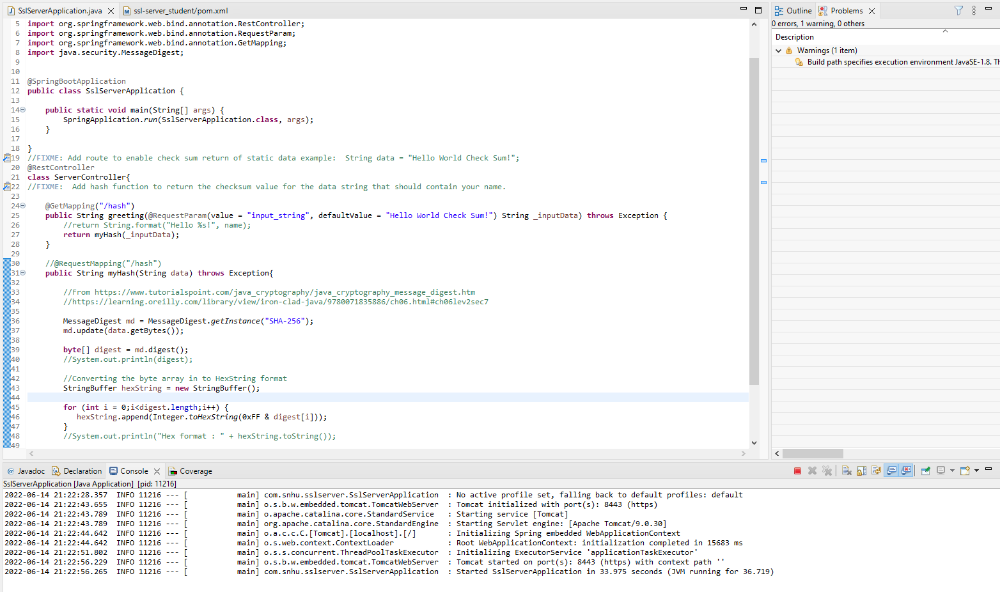 SslServerApplication.java
ssl-server_student/pom.xml
5 import org.springframework.web.bind.annotation.RestController;
6 import org.springframework.web.bind.annotation.RequestParam;
7 import org.springframework.web.bind.annotation.GetMapping;
8 import java.security.MessageDigest;
9
10
11 @SpringBootApplication
12 public class SslServerApplication {
13
14 public static void main(String[] args) {
15 SpringApplication.run(SslServerApplication.class, args);
16 }
17
18 }
19 //FIXME: Add route to enable check sum return of static data example:  String data = "Hello World Check Sum!";
20 @RestController
21 class ServerController{
22 //FIXME:  Add hash function to return the checksum value for the data string that should contain your name.
23
24 @GetMapping("/hash")
25 public String greeting(@RequestParam(value = "input_string", defaultValue = "Hello World Check Sum!") String _inputData) throws Exception {
26 //return String.format("Hello %s!", name);
27 return myHash(_inputData);
28 }
29
30 //@RequestMapping("/hash")
31 public String myHash(String data) throws Exception{
32
33 //From https://www.tutorialspoint.com/java_cryptography/java_cryptography_message_digest.htm
34 //https://learning.oreilly.com/library/view/iron-clad-java/9780071835886/ch06.html#ch06lev2sec7
35
36 MessageDigest md = MessageDigest.getInstance("SHA-256");
37 md.update(data.getBytes());
38
39 byte[] digest = md.digest();
40 //System.out.println(digest);
41
42 //Converting the byte array in to HexString format
43 StringBuffer hexString = new StringBuffer();
44
45 for (int i = 0;i<digest.length;i++) {
46 hexString.append(Integer.toHexString(0xFF & digest[i]));
47 }
48 //System.out.println("Hex format : " + hexString.toString());
49
Outline
Problems
0 errors, 1 warning, 0 others
Description
Warnings (1 item)
Build path specifies execution environment JavaSE-1.8. Th
@ Javadoc
Declaration
Console
Coverage
SslServerApplication [Java Application] [pid: 11216]
2022-06-14 21:22:28.357  INFO 11216 --- [           main] com.snhu.sslserver.SslServerApplication  : No active profile set, falling back to default profiles: default
2022-06-14 21:22:43.655  INFO 11216 --- [           main] o.s.b.w.embedded.tomcat.TomcatWebServer  : Tomcat initialized with port(s): 8443 (https)
2022-06-14 21:22:43.789  INFO 11216 --- [           main] o.apache.catalina.core.StandardService   : Starting service [Tomcat]
2022-06-14 21:22:43.789  INFO 11216 --- [           main] org.apache.catalina.core.StandardEngine  : Starting Servlet engine: [Apache Tomcat/9.0.30]
2022-06-14 21:22:44.642  INFO 11216 --- [           main] o.a.c.c.C.[Tomcat].[localhost].[/]       : Initializing Spring embedded WebApplicationContext
2022-06-14 21:22:44.642  INFO 11216 --- [           main] o.s.web.context.ContextLoader            : Root WebApplicationContext: initialization completed in 15683 ms
2022-06-14 21:22:51.802  INFO 11216 --- [           main] o.s.s.concurrent.ThreadPoolTaskExecutor  : Initializing ExecutorService 'applicationTaskExecutor'
2022-06-14 21:22:56.229  INFO 11216 --- [           main] o.s.b.w.embedded.tomcat.TomcatWebServer  : Tomcat started on port(s): 8443 (https) with context path ''
2022-06-14 21:22:56.265  INFO 11216 --- [           main] com.snhu.sslserver.SslServerApplication  : Started SslServerApplication in 33.975 seconds (JVM running for 36.719)